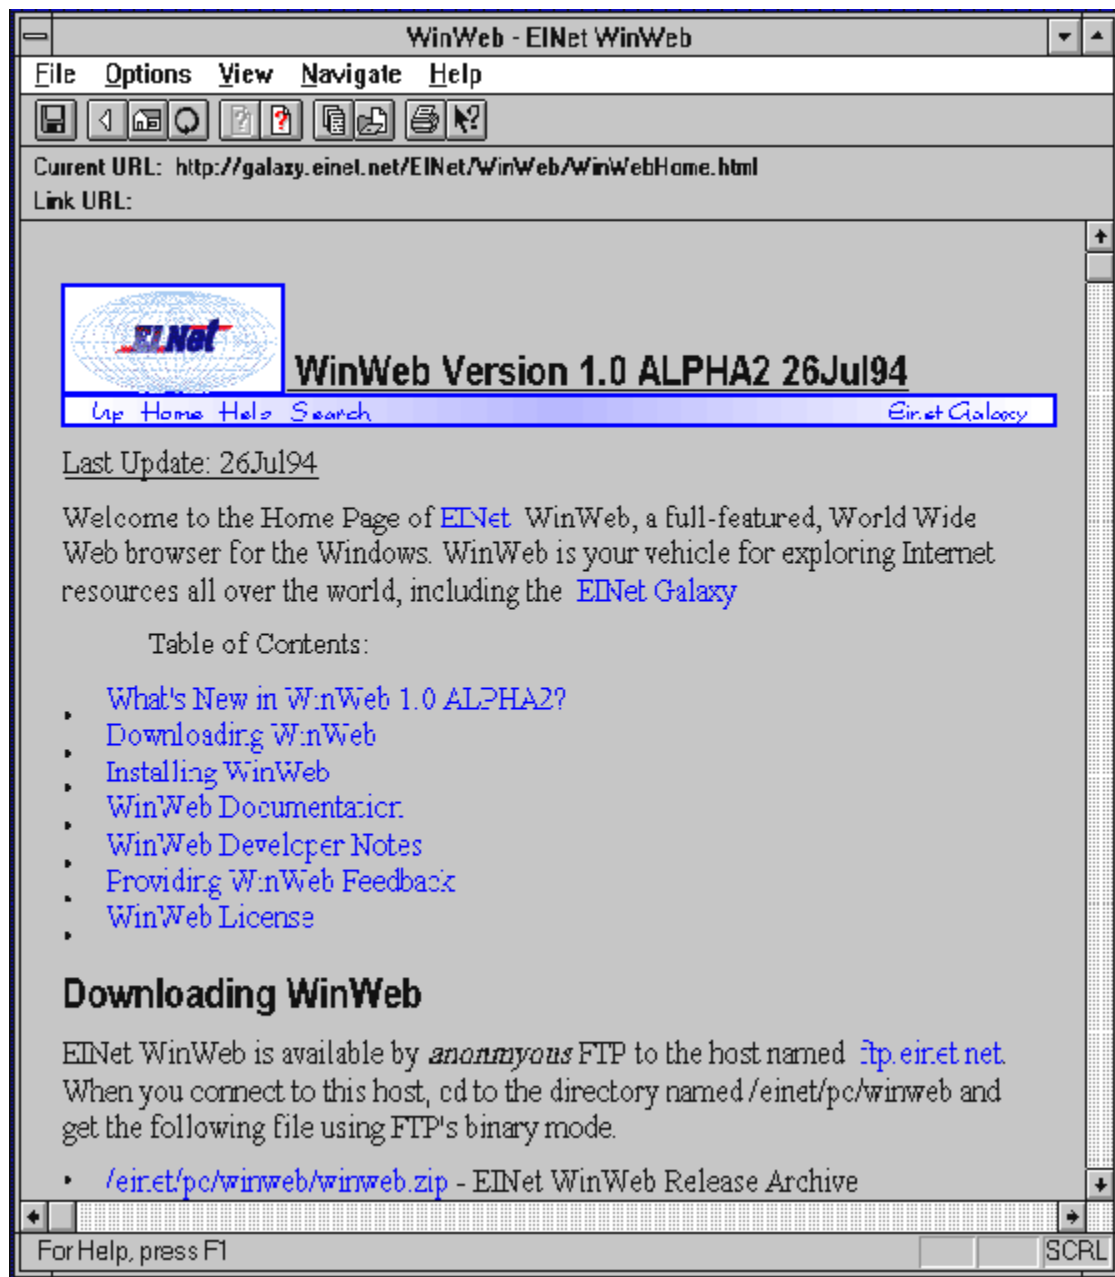 WinWeb - EINet WinWeb
File Options View Navigate Help
Current URL: http://galaxy.einet.net/EINet/WinWeb/WinWebHome.html
Link URL:
EINet
WinWeb Version 1.0 ALPHA2 26Jul94
Up Home Help Search Einet Galaxy
Last Update: 26Jul94
Welcome to the Home Page of EINet WinWeb, a full-featured, World Wide
Web browser for the Windows. WinWeb is your vehicle for exploring Internet
resources all over the world, including the EINet Galaxy
Table of Contents:
What's New in WinWeb 1.0 ALPHA2?
Downloading WinWeb
Installing WinWeb
WinWeb Documentation
WinWeb Developer Notes
Providing WinWeb Feedback
WinWeb License
Downloading WinWeb
EINet WinWeb is available by anonmyous FTP to the host named ftp.einet.net.
When you connect to this host, cd to the directory named /einet/pc/winweb and
get the following file using FTP's binary mode.
• /einet/pc/winweb/winweb.zip - EINet WinWeb Release Archive
For Help, press F1
SCRL